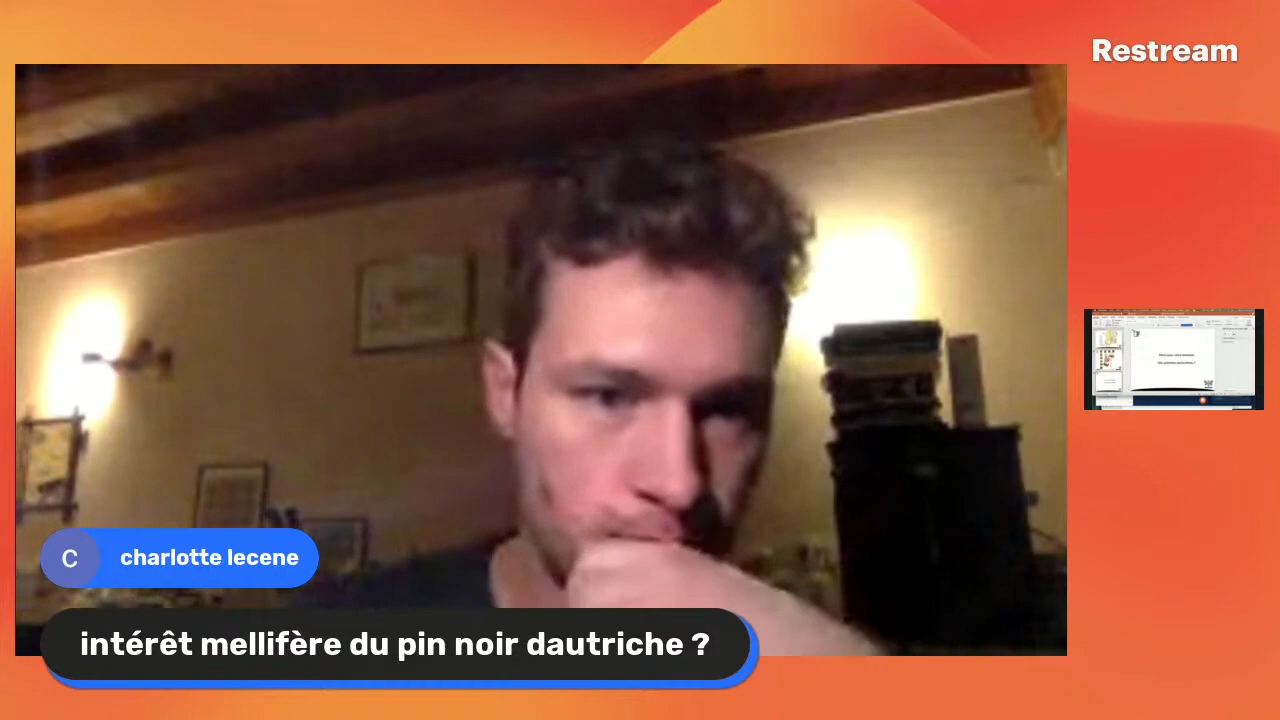 Restream
C
charlotte lecene
intérêt mellifère du pin noir dautriche ?